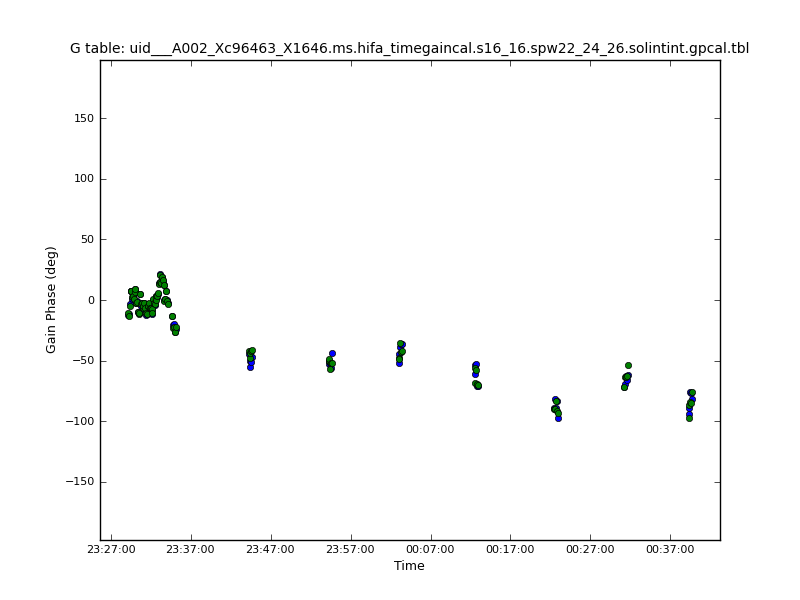 G table: uid___A002_Xc96463_X1646.ms.hifa_timegaincal.s16_16.spw22_24_26.solintint.gpcal.tbl
Gain Phase (deg)
150
100
50
0
−50
−100
−150
23:27:00 23:37:00 23:47:00 23:57:00 00:07:00 00:17:00 00:27:00 00:37:00
Time